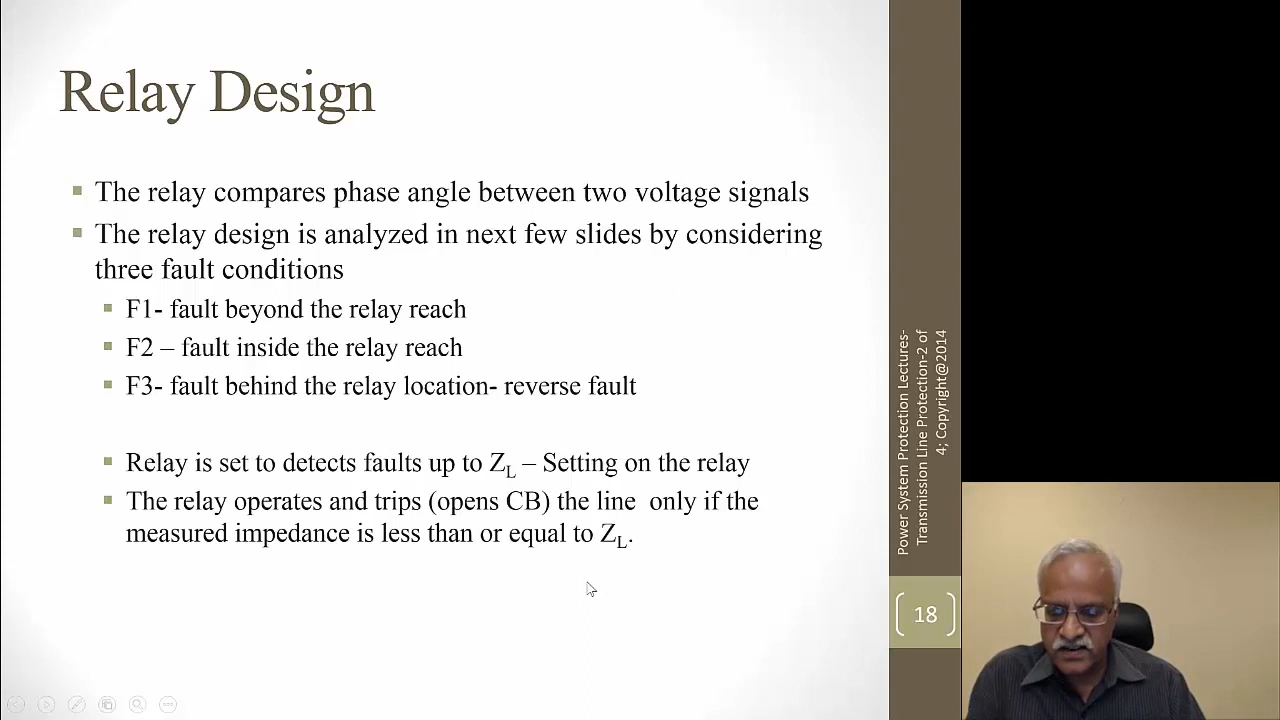 Relay Design
The relay compares phase angle between two voltage signals
The relay design is analyzed in next few slides by considering
three fault conditions
F1- fault beyond the relay reach
F2 – fault inside the relay reach
F3- fault behind the relay location- reverse fault
Relay is set to detects faults up to ZL – Setting on the relay
The relay operates and trips (opens CB) the line only if the
measured impedance is less than or equal to ZL.
Power System Protection Lectures-
Transmission Line Protection-2 of
4; Copyright@2014
18